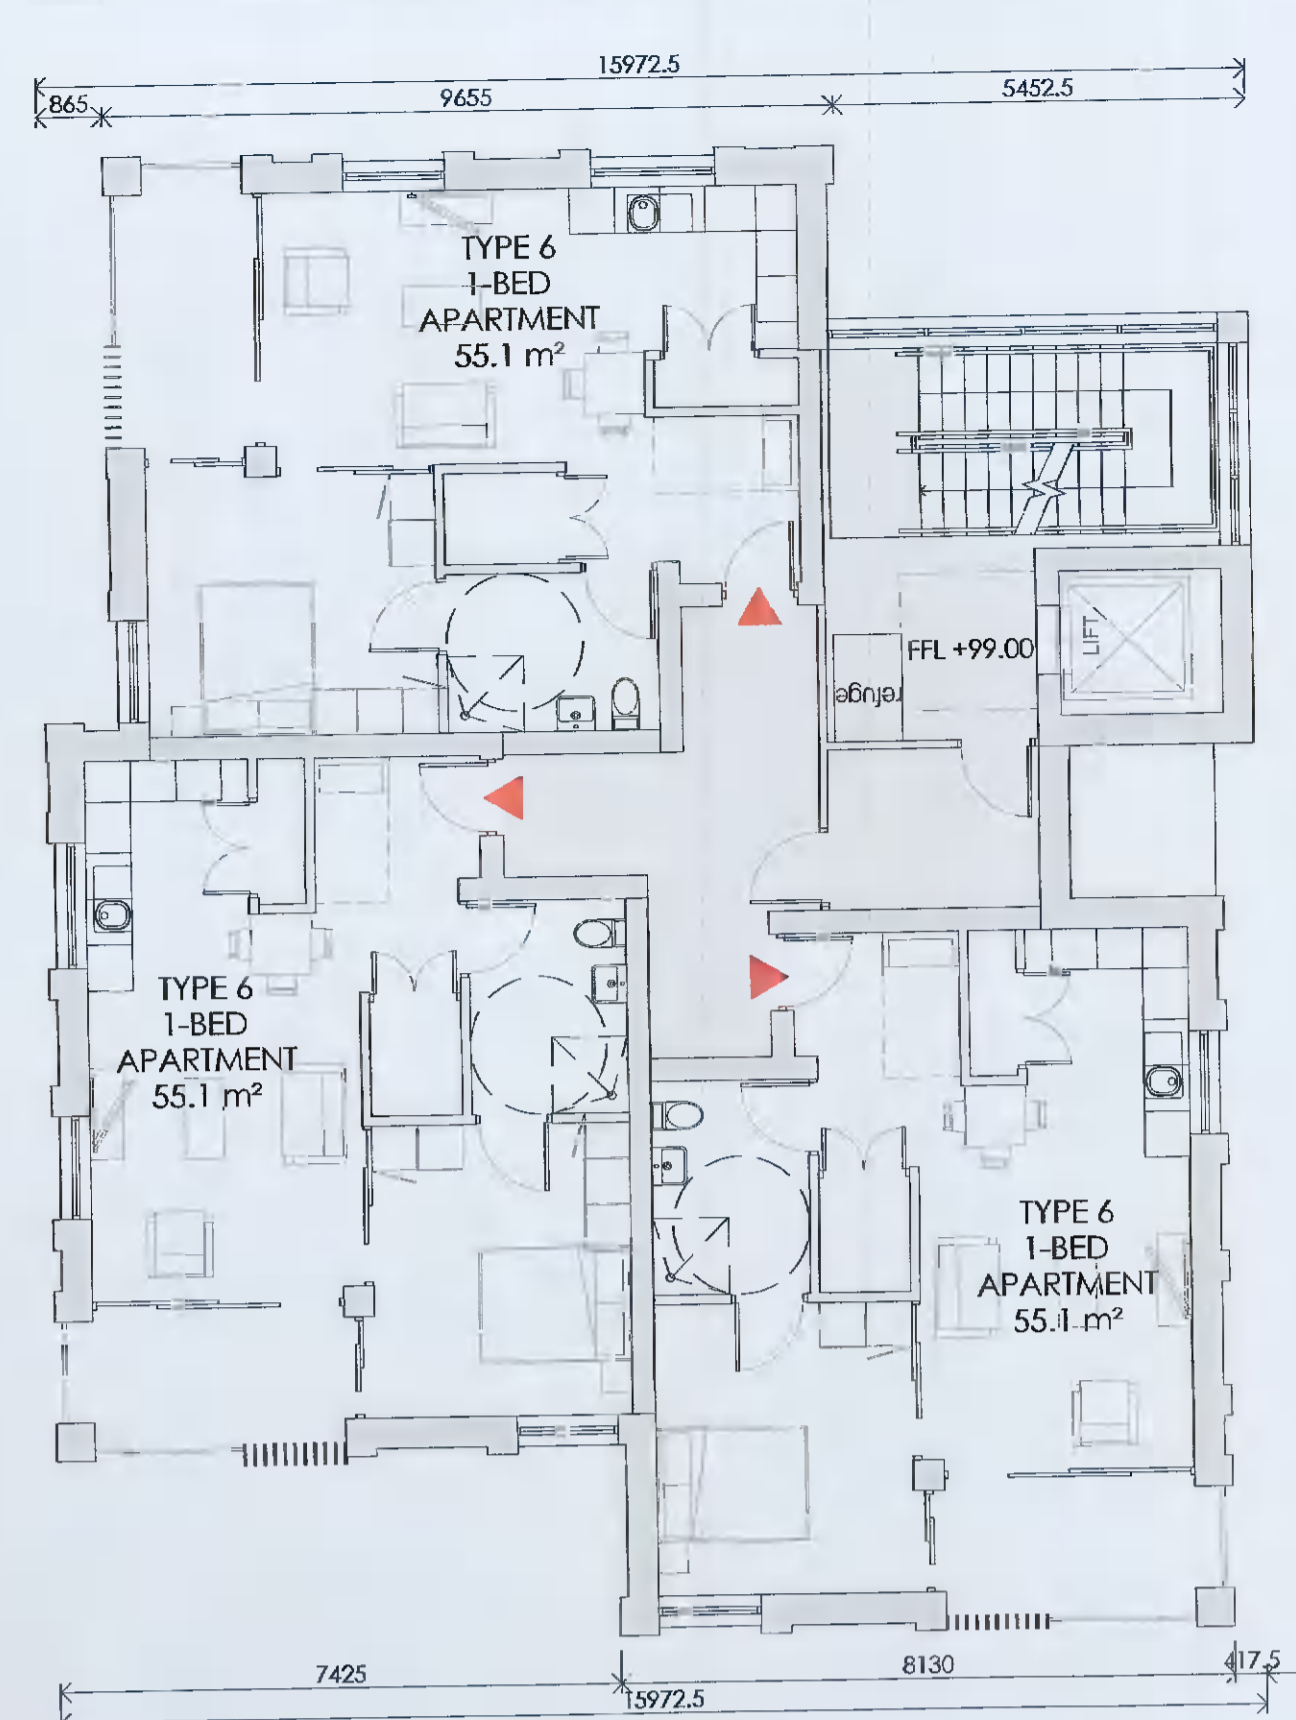 15972.5
865
9655
5452.5
TYPE 6
1-BED
APARTMENT
55.1 m²
FFL +99.00
LIFT
refuge
TYPE 6
1-BED
APARTMENT
55.1 m²
TYPE 6
1-BED
APARTMENT
55.1 m²
7425
8130
417.5
15972.5